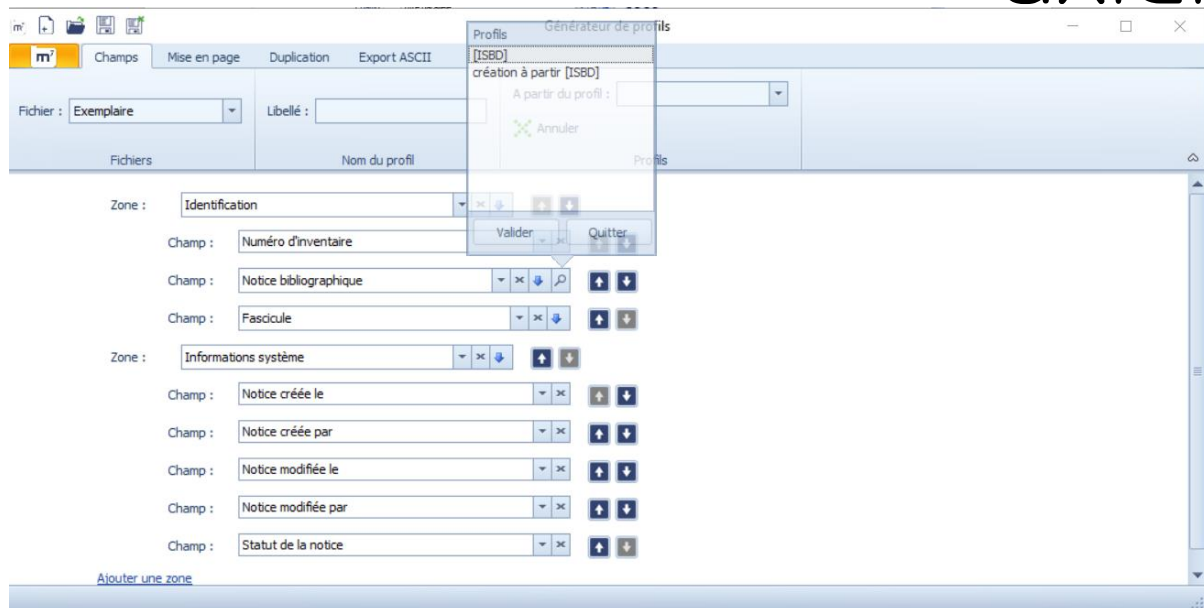 Générateur de profils
m⁷ Champs Mise en page Duplication Export ASCII
Fichier : Exemplaire Libellé : A partir du profil :
Annuler
Fichiers Nom du profil Profils
Profils
[ISBD]
création à partir [ISBD]
Valider Quitter
Zone : Identification
Champ : Numéro d'inventaire
Champ : Notice bibliographique
Champ : Fascicule
Zone : Informations système
Champ : Notice créée le
Champ : Notice créée par
Champ : Notice modifiée le
Champ : Notice modifiée par
Champ : Statut de la notice
Ajouter une zone